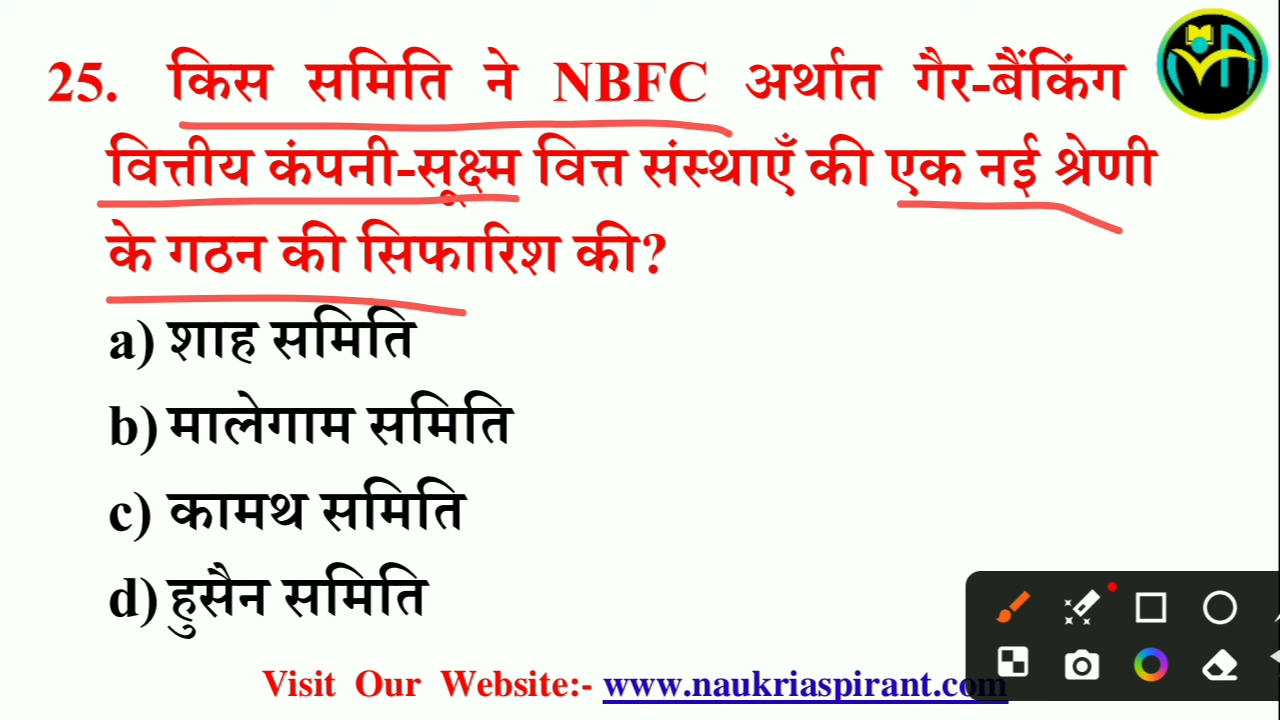 25. किस समिति ने NBFC अर्थात गैर-बैंकिंग
वित्तीय कंपनी-सूक्ष्म वित्त संस्थाएँ की एक नई श्रेणी
के गठन की सिफारिश की?
a) शाह समिति
b) मालेगाम समिति
c) कामथ समिति
d) हुसैन समिति
Visit Our Website:- www.naukriaspirant.com